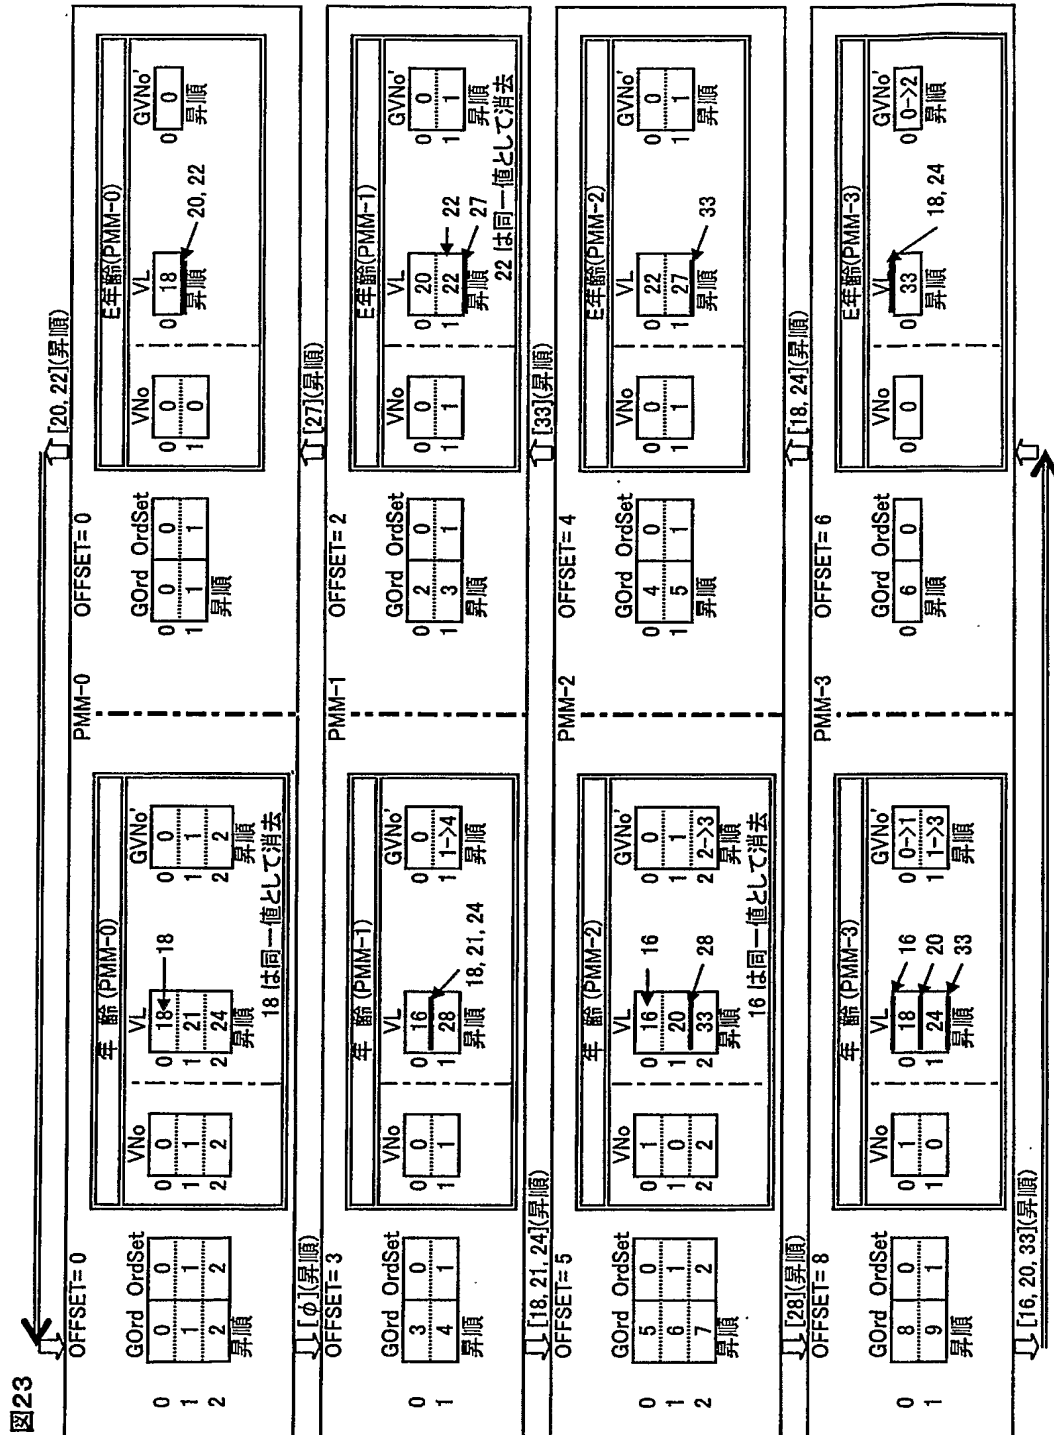 図23
OFFSET= 0
PMM-0
OFFSET= 0
[20, 22](昇順)
GOrd OrdSet
0
0 0
1
1 1
2
2 2
昇順
年 齢 (PMM-0)
VNo
0 0
1 1
2 2
VL
0 18
1 21
2 24
昇順
18
GVNo'
0 0
1 1
2 2
昇順
18 は同一値として消去
GOrd OrdSet
0 0 0
1 1 1
昇順
E年齢(PMM-0)
VNo
0 0
1 0
VL
0 18
昇順
20, 22
GVNo'
0 0
昇順
[φ](昇順)
OFFSET= 3
PMM-1
OFFSET= 2
[27](昇順)
GOrd OrdSet
0
3 0
1
4 1
昇順
年 齢 (PMM-1)
VNo
0 0
1 1
VL
0 16
1 28
昇順
18, 21, 24
GVNo'
0 0
1 1->4
昇順
GOrd OrdSet
0 2 0
1 3 1
昇順
E年齢(PMM-1)
VNo
0 0
1 1
VL
0 20
1 22
昇順
22
27
GVNo'
0 0
1 1
昇順
22 は同一値として消去
[18, 21, 24](昇順)
OFFSET= 5
PMM-2
OFFSET= 4
[33](昇順)
GOrd OrdSet
0
5 0
1
6 1
2
7 2
昇順
年 齢 (PMM-2)
VNo
0 1
1 0
2 2
VL
0 16
1 20
2 33
昇順
16
28
GVNo'
0 0
1 1
2 2->3
昇順
16 は同一値として消去
GOrd OrdSet
0 4 0
1 5 1
昇順
E年齢(PMM-2)
VNo
0 0
1 1
VL
0 22
1 27
昇順
33
GVNo'
0 0
1 1
昇順
[28](昇順)
OFFSET= 8
PMM-3
OFFSET= 6
[18, 24](昇順)
GOrd OrdSet
0
8 0
1
9 1
昇順
年 齢 (PMM-3)
VNo
0 1
1 0
VL
0 18
1 24
昇順
16
20
33
GVNo'
0 0->1
1 1->3
昇順
GOrd OrdSet
0 6 0
昇順
E年齢(PMM-3)
VNo
0 0
VL
0 33
昇順
18, 24
GVNo'
0 0->2
昇順
[16, 20, 33](昇順)